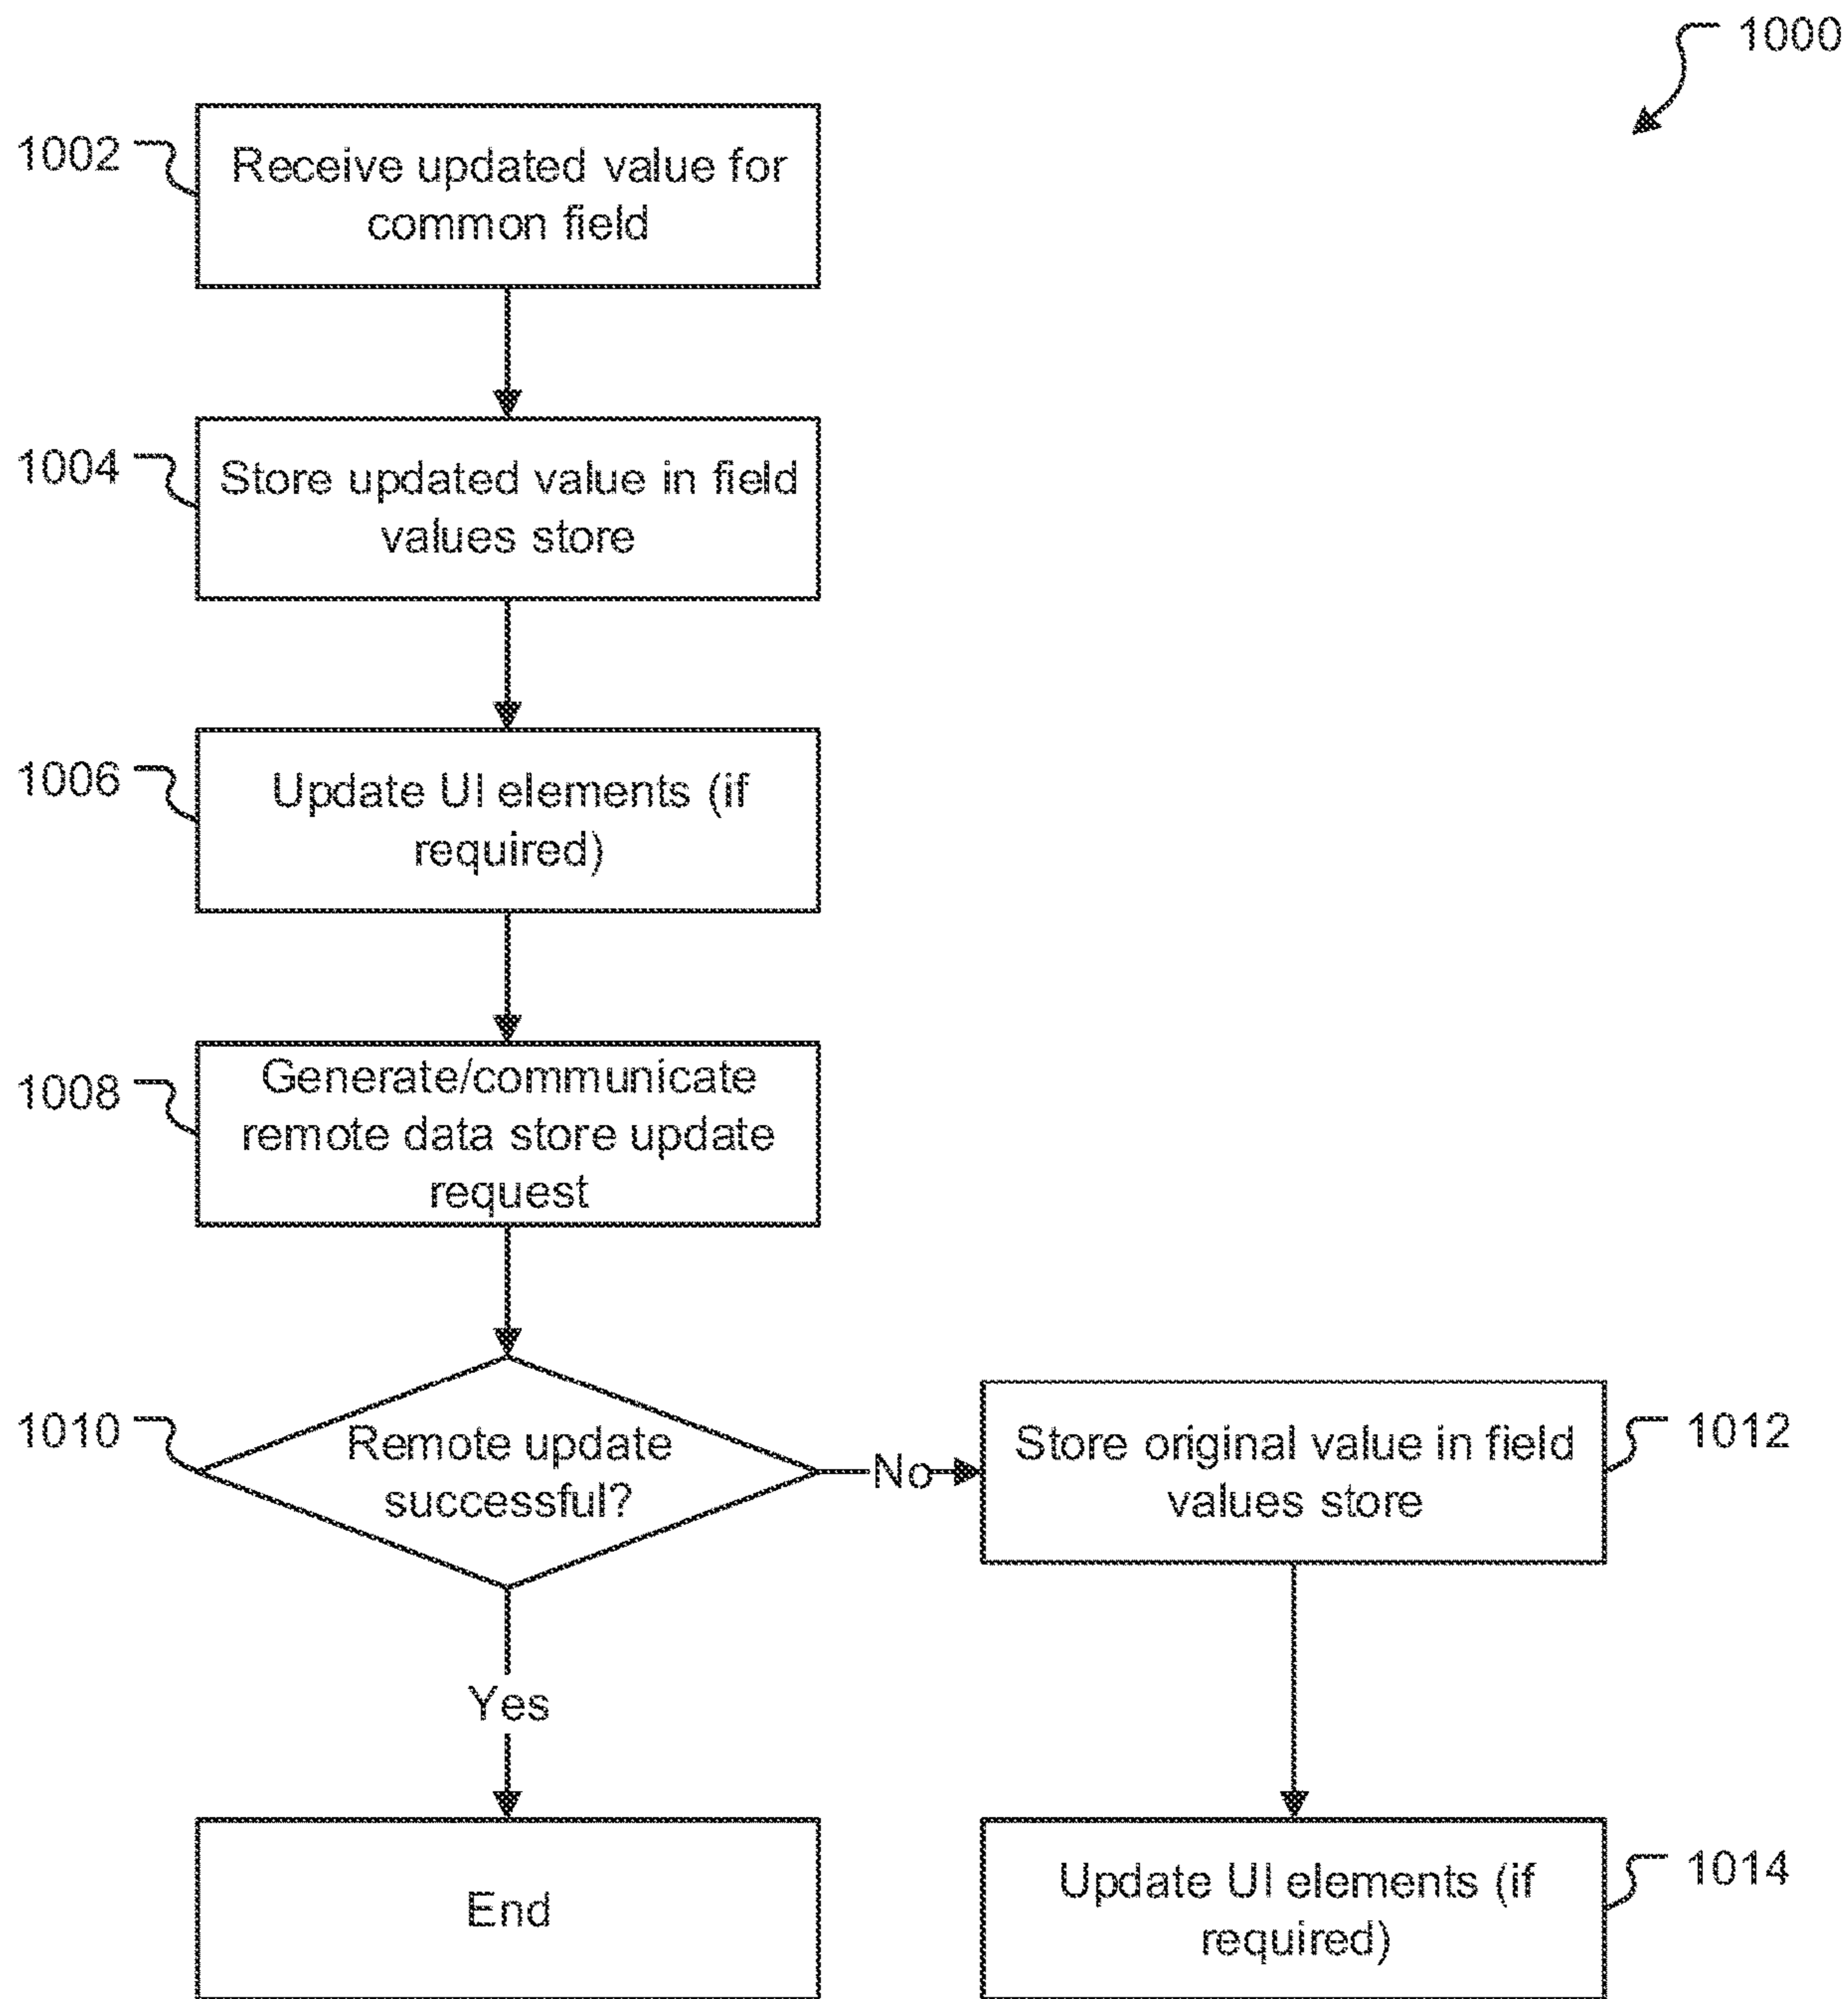 1000
1002
Receive updated value for
common field
1004
Store updated value in field
values store
1006
Update UI elements (if
required)
1008
Generate/communicate
remote data store update
request
1010
Remote update
successful?
No
Store original value in field
values store
1012
Yes
End
Update UI elements (if
required)
1014